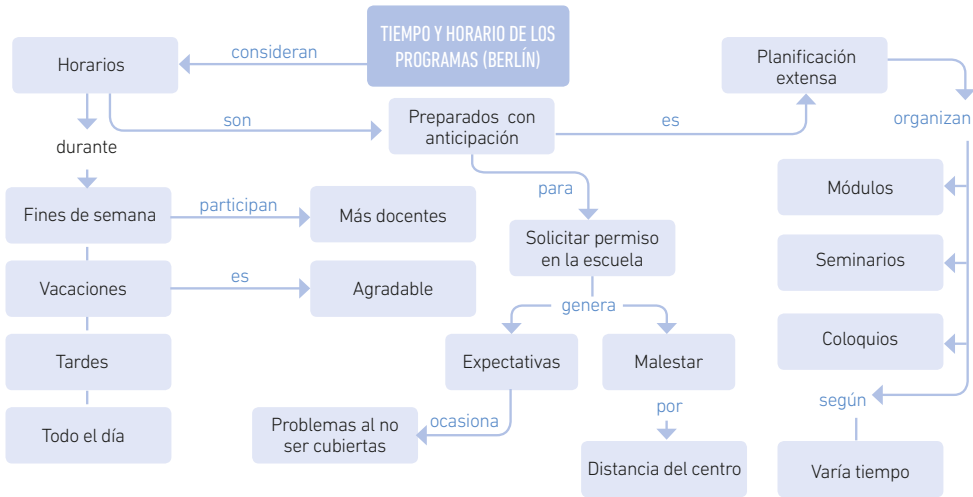 TIEMPO Y HORARIO DE LOS
PROGRAMAS (BERLÍN)
consideran
Horarios
Planificación
extensa
organizan
son
Preparados con
anticipación
es
durante
para
Módulos
Fines de semana
participan
Más docentes
Solicitar permiso
en la escuela
Seminarios
Vacaciones
es
Agradable
genera
Coloquios
Tardes
Expectativas
Malestar
según
por
ocasiona
Problemas al no
ser cubiertas
Todo el día
Distancia del centro
Varía tiempo